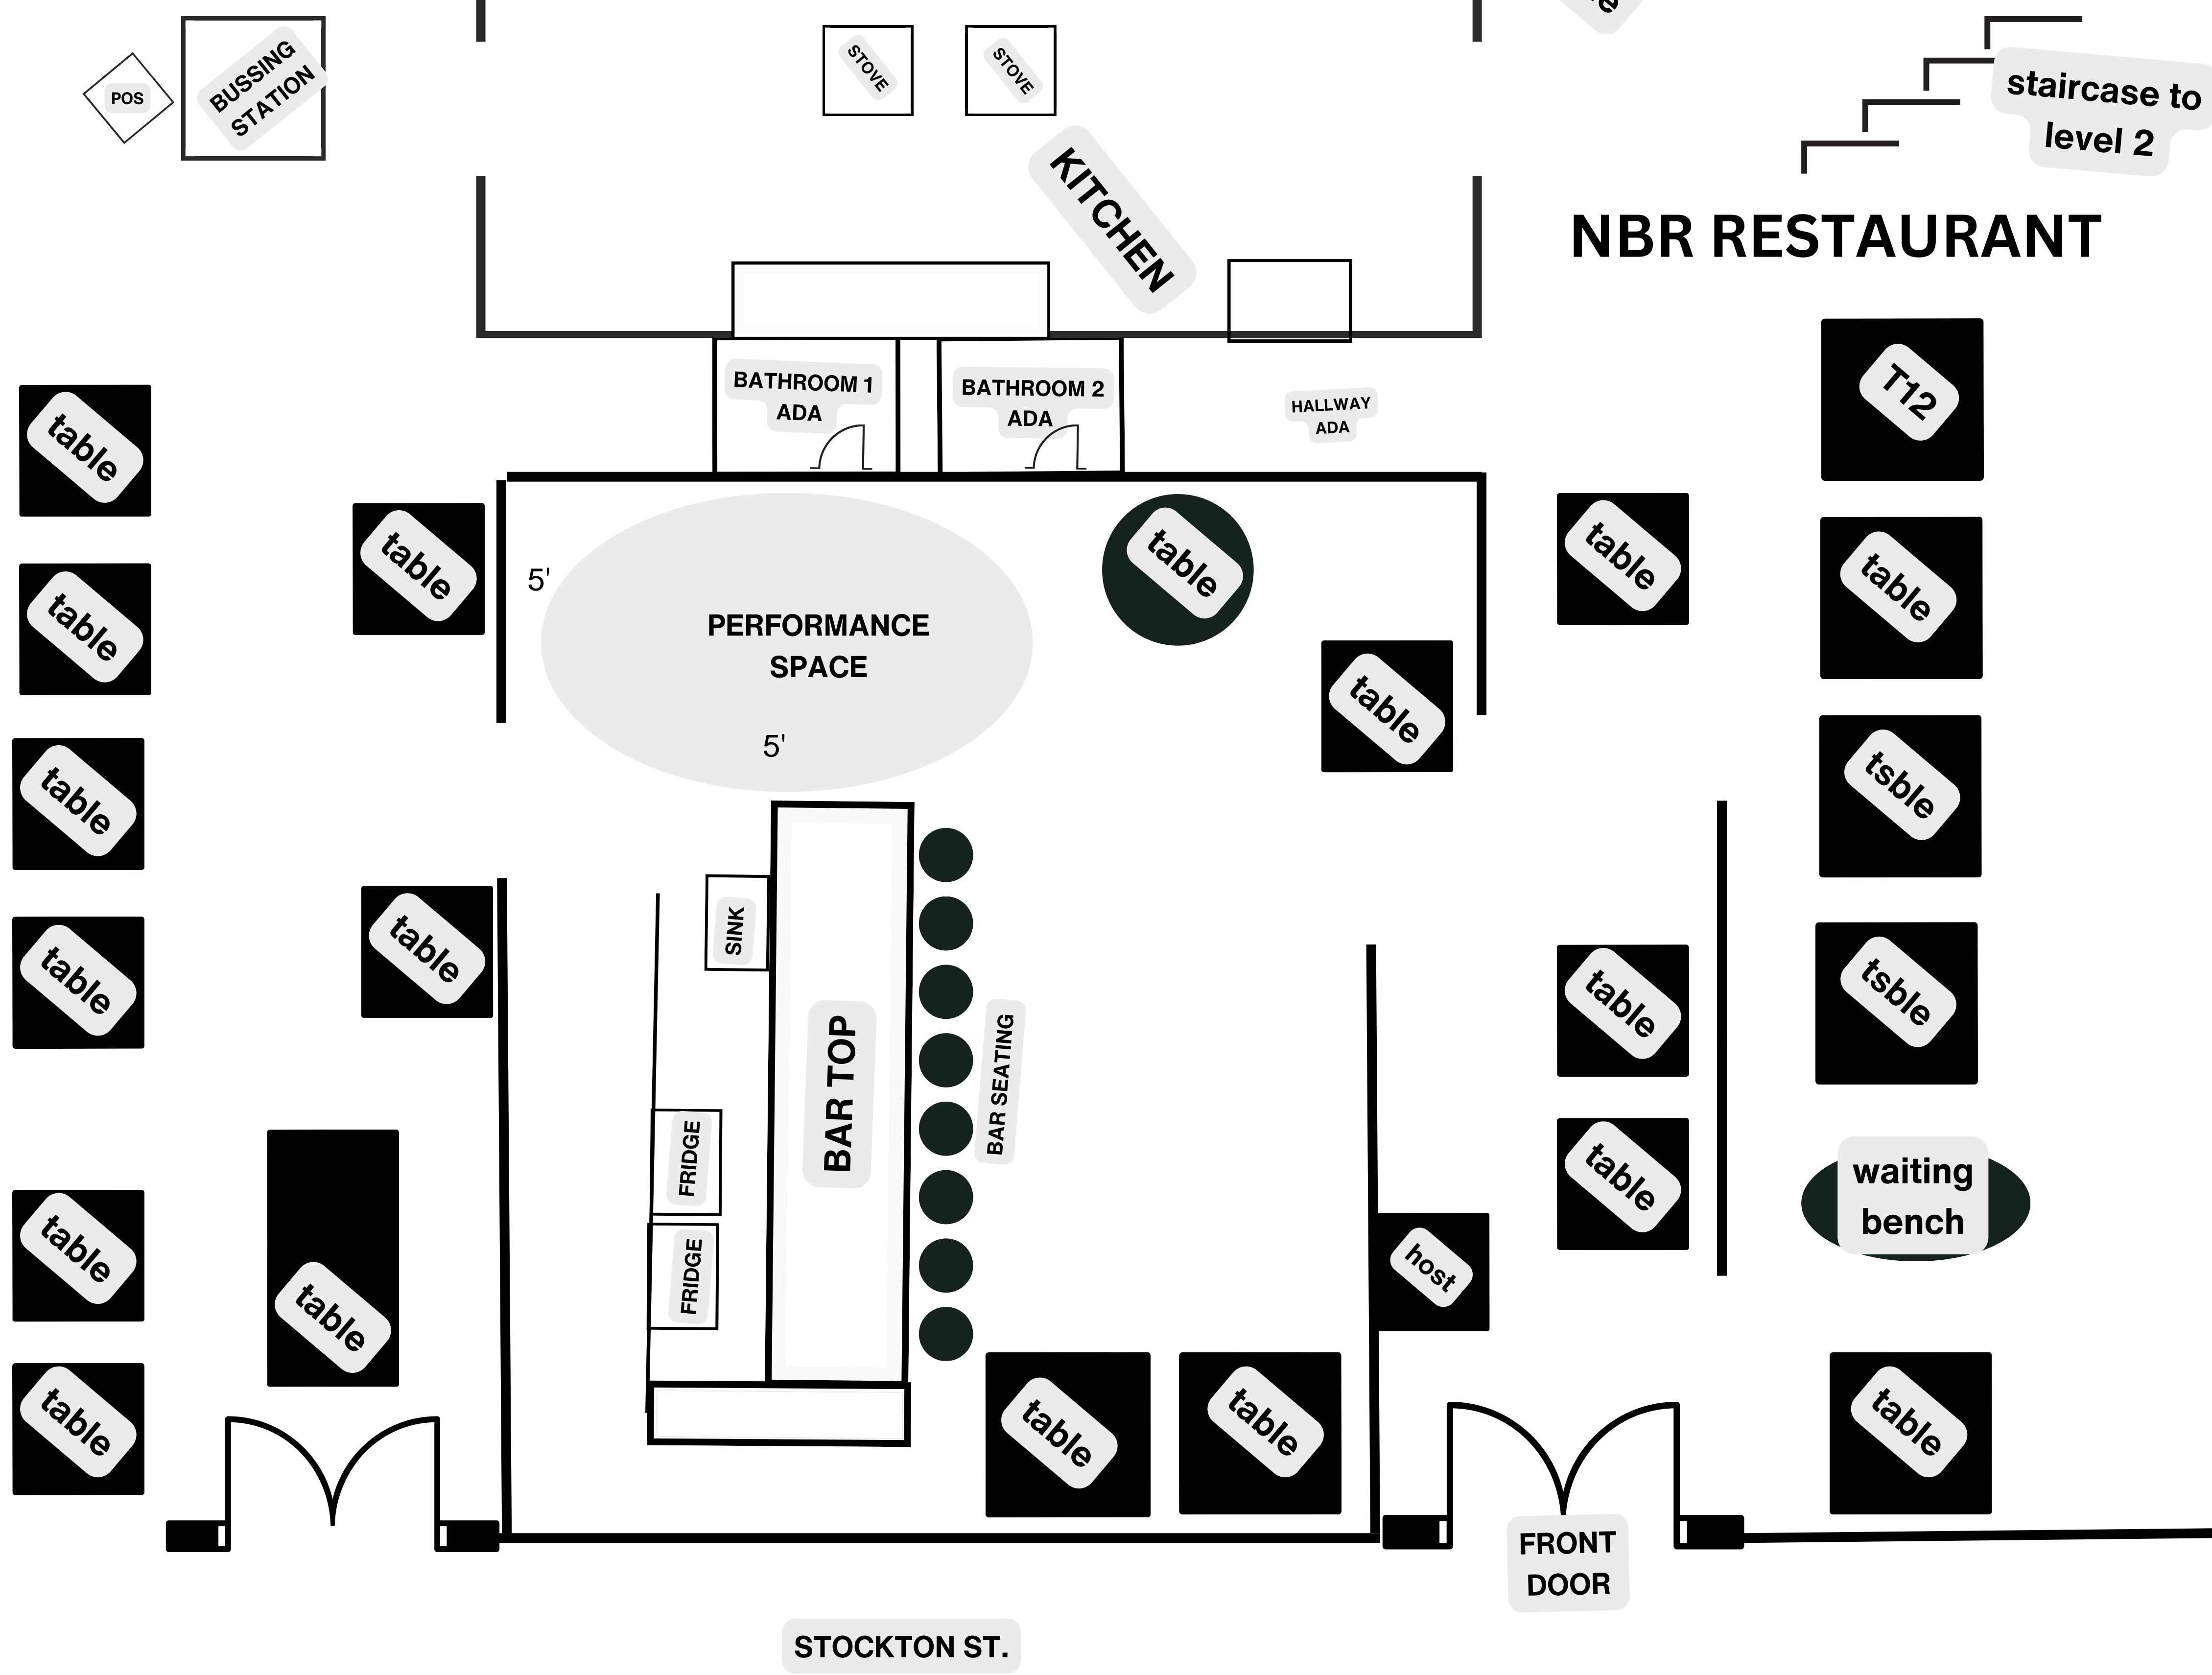 POS
BUSSING
STATION
STOVE
STOVE
staircase to
level 2
KITCHEN
NBR RESTAURANT
BATHROOM 1
ADA
BATHROOM 2
ADA
HALLWAY
ADA
T12
table
table
table
table
table
table
5'
PERFORMANCE
SPACE
5'
table
table
table
tsble
table
table
SINK
BAR TOP
BAR SEATING
FRIDGE
FRIDGE
table
tsble
table
waiting
bench
host
table
table
table
table
table
table
FRONT
DOOR
STOCKTON ST.